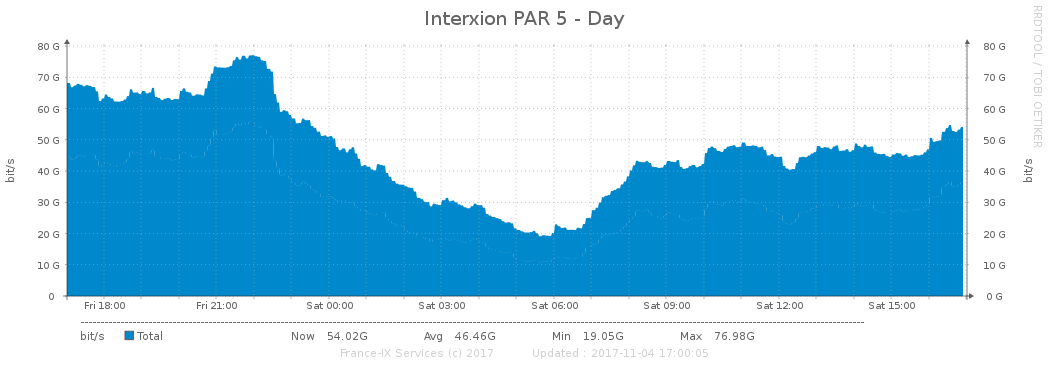 Interxion PAR 5 - Day
RRDTOOL / TOBI OETIKER
80 G 80 G
70 G 70 G
60 G 60 G
50 G 50 G
40 G 40 G
30 G 30 G
20 G 20 G
10 G 10 G
0 0 G
bit/s bit/s
Fri 18:00 Fri 21:00 Sat 00:00 Sat 03:00 Sat 06:00 Sat 09:00 Sat 12:00 Sat 15:00
bit/s Total Now 54.02G Avg 46.46G Min 19.05G Max 76.98G
France-IX Services (c) 2017 Updated : 2017-11-04 17:00:05